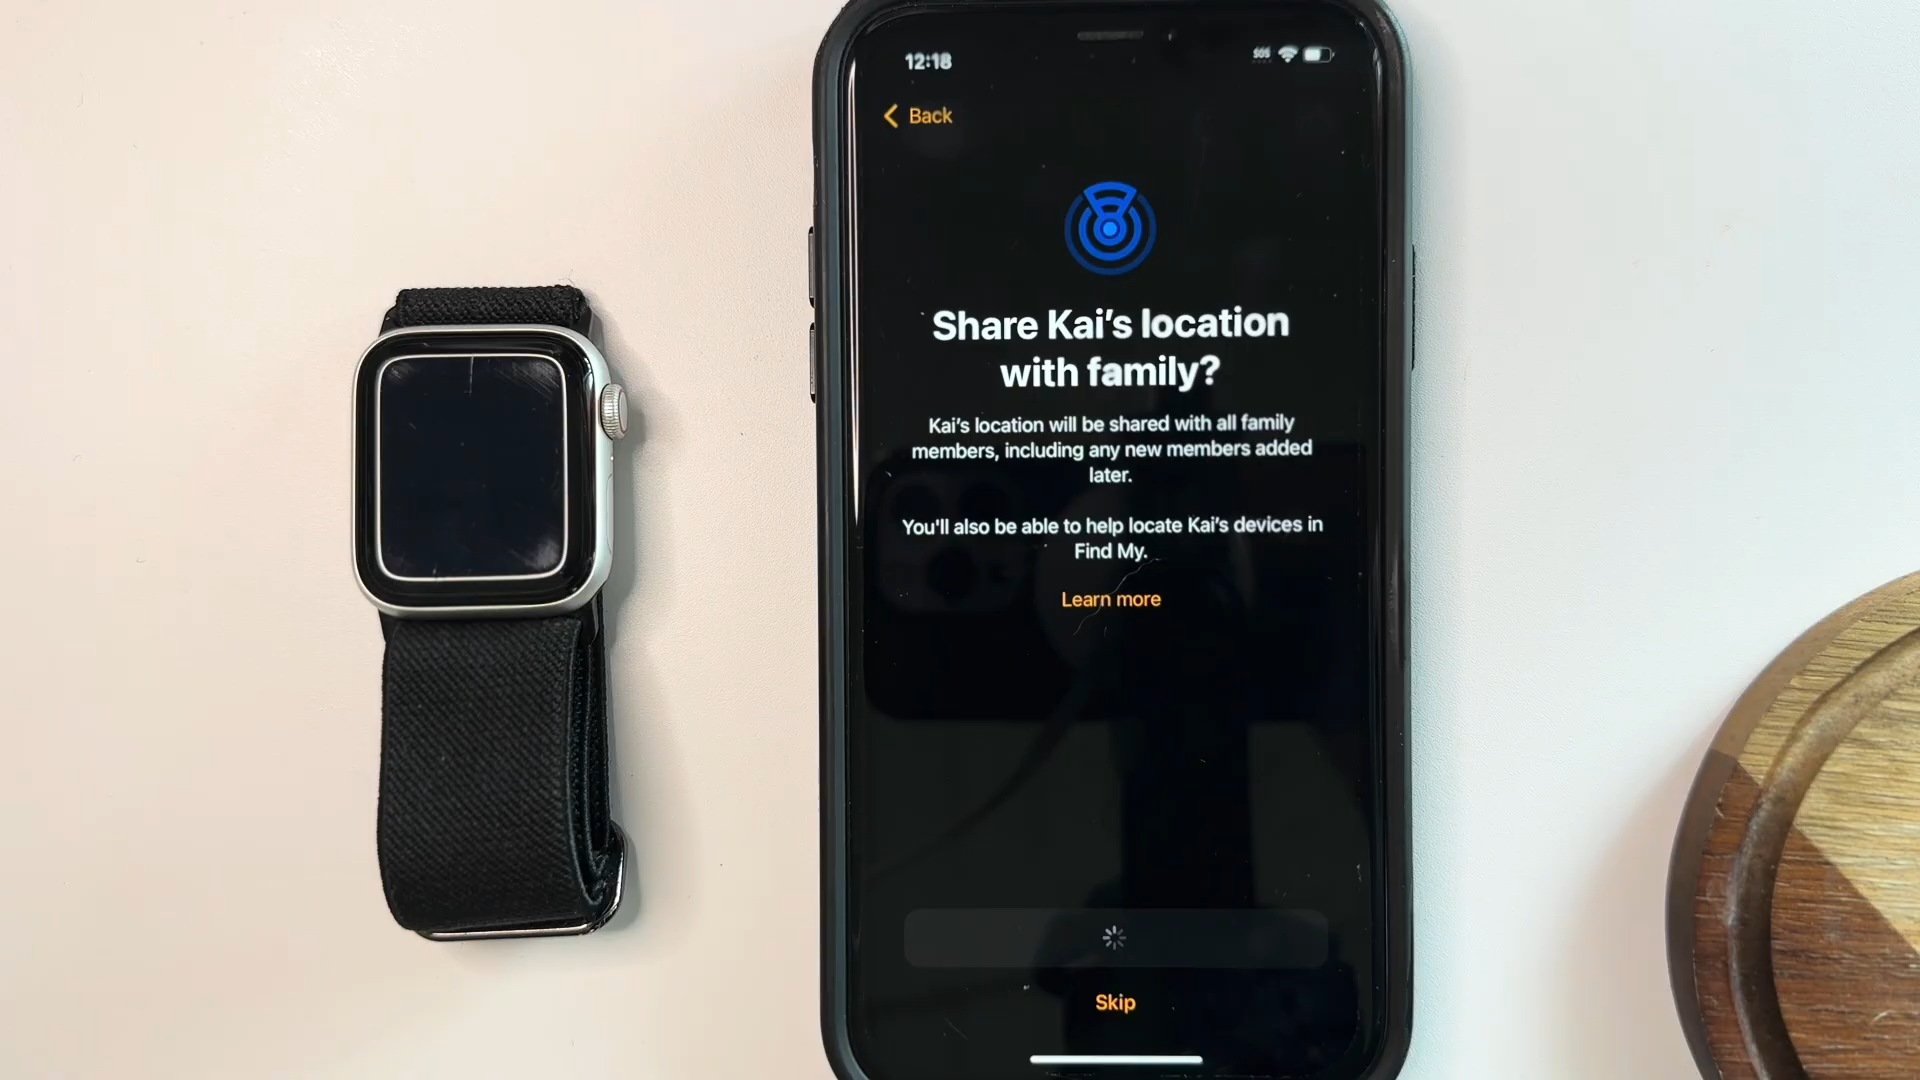 12:18
SOS
Back
Share Kai's location
with family?
Kai's location will be shared with all family
members, including any new members added
later.
You'll also be able to help locate Kai's devices in
Find My.
Learn more
Skip